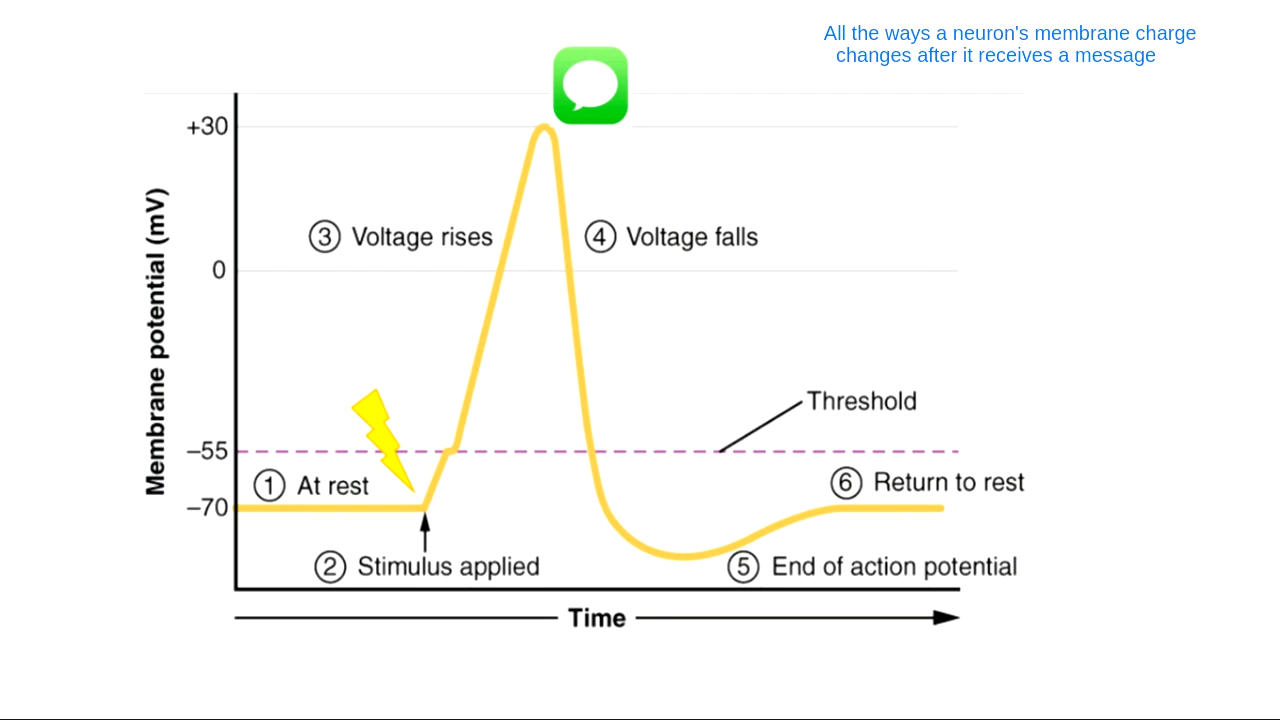 All the ways a neuron's membrane charge
changes after it receives a message
Membrane potential (mV)
+30
0
–55
–70
③ Voltage rises
④ Voltage falls
Threshold
① At rest
⑥ Return to rest
② Stimulus applied
⑤ End of action potential
Time